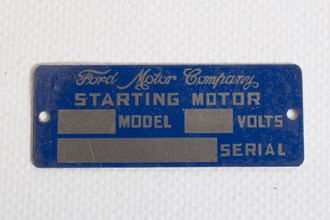 Ford Motor Company
STARTING MOTOR
MODEL VOLTS
SERIAL